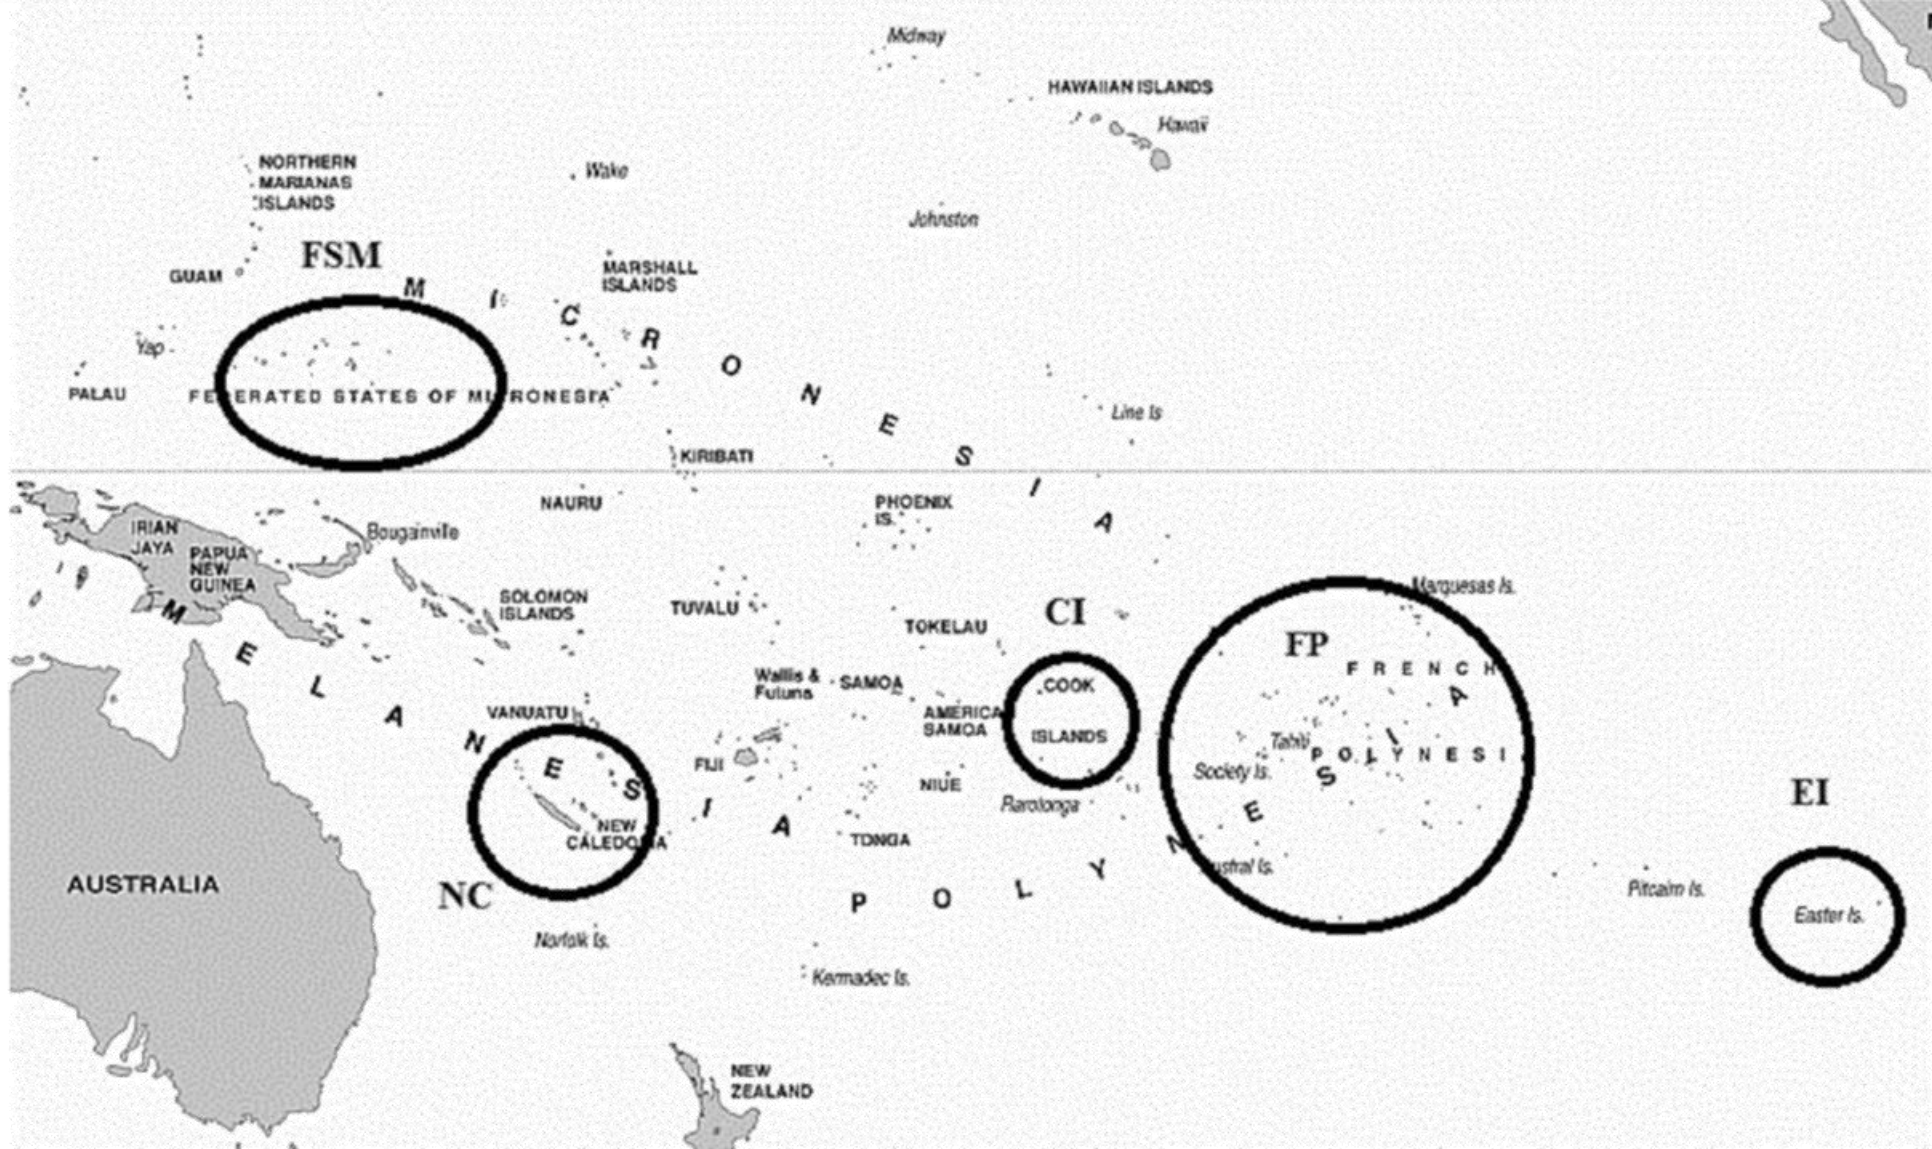 Midway
HAWAIIAN ISLANDS
Hawaii
NORTHERN
MARIANAS
ISLANDS
Wake
Johnston
FSM
GUAM
MARSHALL
ISLANDS
MICRONESIA
Yap
PALAU
FEDERATED STATES OF MICRONESIA
Line Is
KIRIBATI
NAURU
PHOENIX
IS.
IRIAN
JAYA
PAPUA
NEW
GUINEA
Bougainville
SOLOMON
ISLANDS
TUVALU
TOKELAU
CI
Marquesas Is.
FP
FRENCH
MELANESIA
Wallis &
Futuna
SAMOA
COOK
ISLANDS
AMERICA
SAMOA
VANUATU
FIJI
Tahiti
POLYNESI
Society Is.
NIUE
Rarotonga
EI
NEW
CALEDONIA
TONGA
POLYNESIA
ustral Is.
AUSTRALIA
NC
Pitcairn Is.
Easter Is.
Norfolk Is.
Kermadec Is.
NEW
ZEALAND